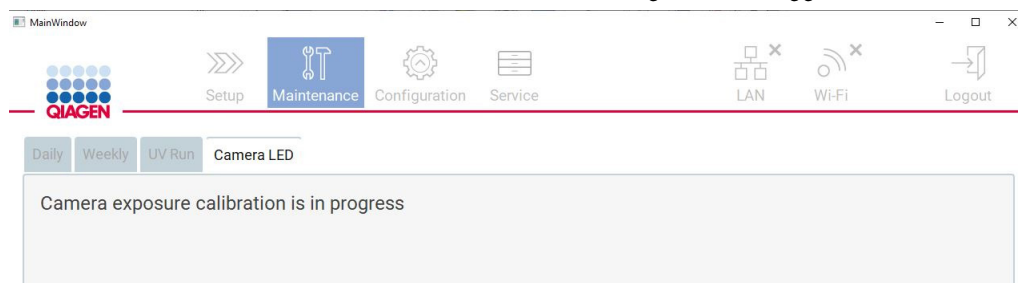 MainWindow
Setup Maintenance Configuration Service LAN Wi-Fi Logout
QIAGEN
Daily Weekly UV Run Camera LED
Camera exposure calibration is in progress